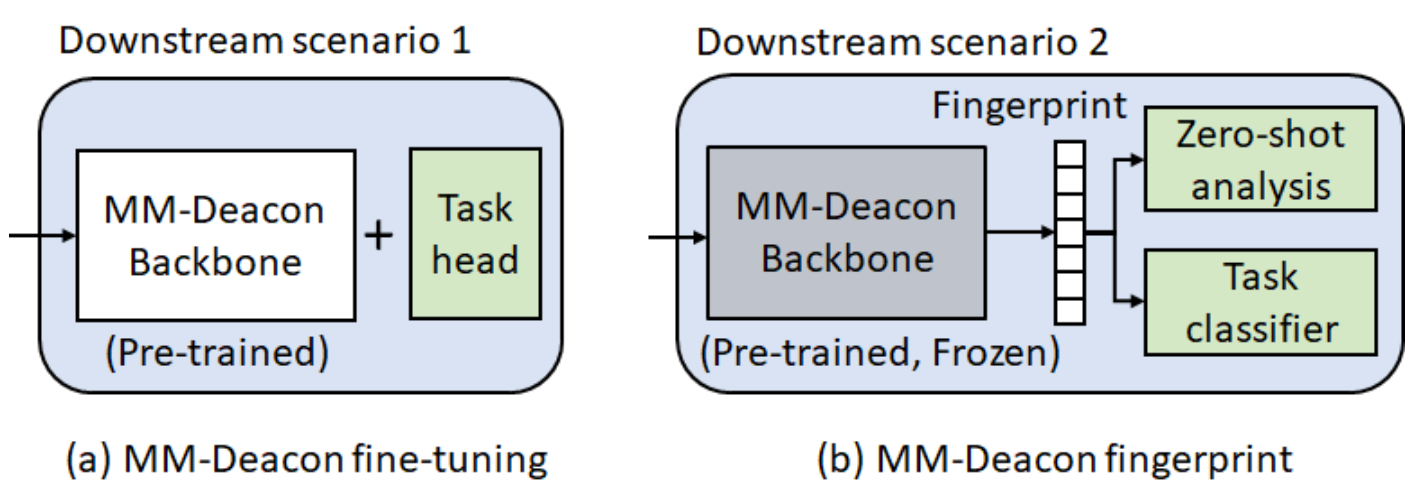 Downstream scenario 1
MM-Deacon
Backbone
+
Task
head
(Pre-trained)
(a) MM-Deacon fine-tuning
Downstream scenario 2
Fingerprint
MM-Deacon
Backbone
(Pre-trained, Frozen)
Zero-shot
analysis
Task
classifier
(b) MM-Deacon fingerprint